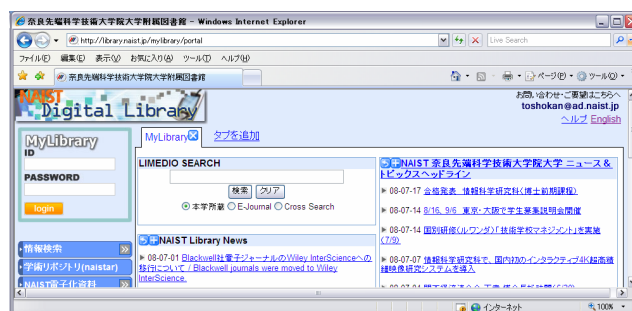 奈良先端科学技術大学院大学附属図書館 - Windows Internet Explorer
http://library.naist.jp/mylibrary/portal
Live Search
ファイル(F) 編集(E) 表示(V) お気に入り(A) ツール(T) ヘルプ(H)
奈良先端科学技術大学院大学附属図書館
ページ(P) ツール(O)
NAIST
Digital Library
お問い合わせ・ご要望はこちらへ
toshokan@ad.naist.jp
ヘルプ English
MyLibrary
ID
PASSWORD
login
情報検索
学術リポジトリ(naistar)
NAIST電子化資料
MyLibrary タブを追加
LIMEDIO SEARCH
検索 クリア
本学所蔵 E-Journal Cross Search
NAIST Library News
08-07-01 Blackwell社電子ジャーナルのWiley InterScienceへの
移行について / Blackwell journals were moved to Wiley
InterScience.
NAIST 奈良先端科学技術大学院大学 ニュース&
トピックスヘッドライン
08-07-17 合格発表 情報科学研究科(博士前期課程)
08-07-14 8/16、9/6 東京・大阪で学生募集説明会開催
08-07-14 国別研修(ルワンダ)「技術学校マネジメント」を実施
(7/9)
08-07-07 情報科学研究科で、国内初のインタラクティブ4K超高精
細映像研究システムを導入
インターネット
100%